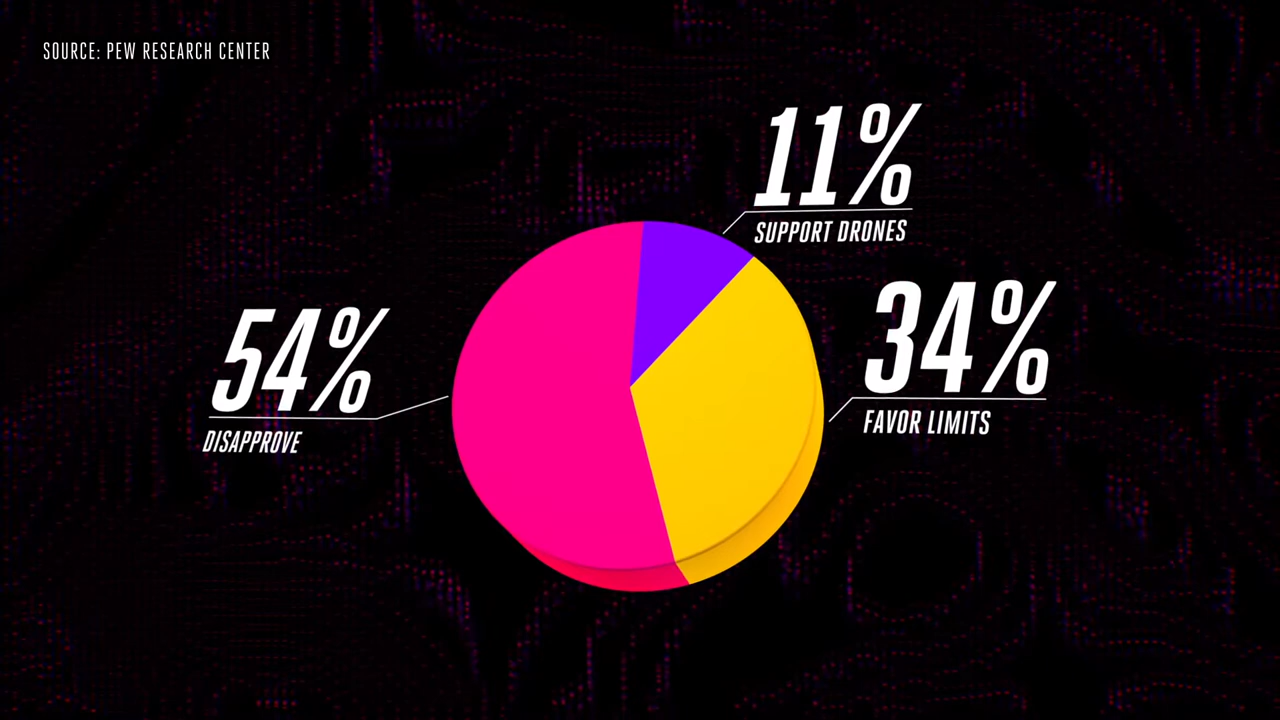 SOURCE: PEW RESEARCH CENTER
11%
SUPPORT DRONES
34%
FAVOR LIMITS
54%
DISAPPROVE